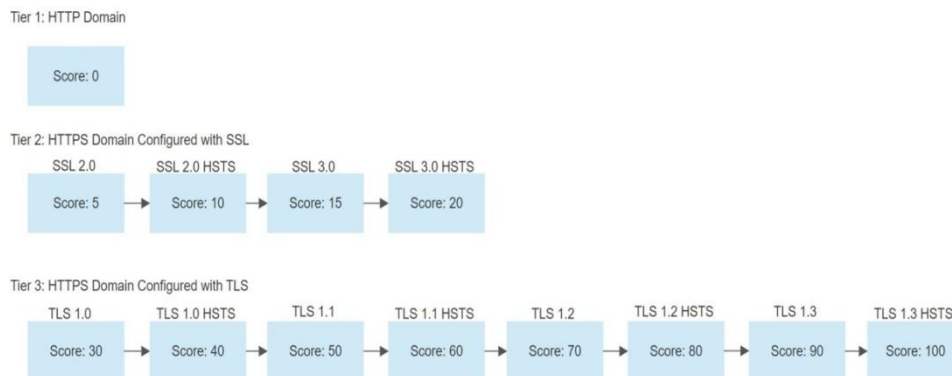 Tier 1: HTTP Domain
Score: 0
Tier 2: HTTPS Domain Configured with SSL
SSL 2.0 SSL 2.0 HSTS SSL 3.0 SSL 3.0 HSTS
Score: 5 Score: 10 Score: 15 Score: 20
Tier 3: HTTPS Domain Configured with TLS
TLS 1.0 TLS 1.0 HSTS TLS 1.1 TLS 1.1 HSTS TLS 1.2 TLS 1.2 HSTS TLS 1.3 TLS 1.3 HSTS
Score: 30 Score: 40 Score: 50 Score: 60 Score: 70 Score: 80 Score: 90 Score: 100